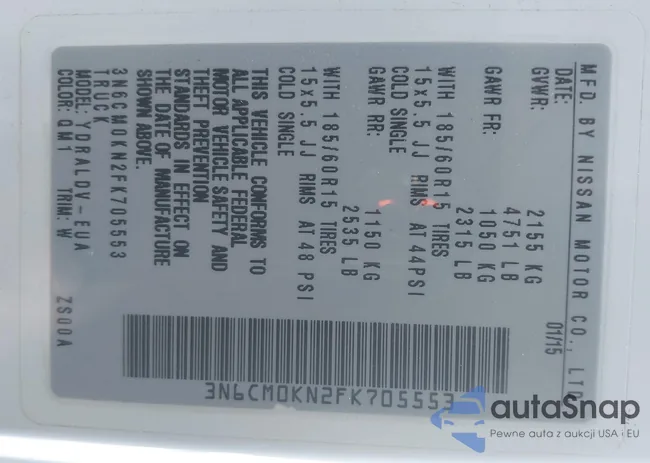 MFD. BY NISSAN MOTOR CO., LTD.
DATE: 01/15
GVWR: 2155 KG
4751 LB
GAWR FR: 1050 KG
2315 LB
WITH 185/60R15 TIRES
15x5.5 JJ RIMS AT 44PSI
COLD SINGLE
GAWR RR: 1150 KG
2535 LB
WITH 185/60R15 TIRES
15x5.5 JJ RIMS AT 48 PSI
COLD SINGLE
THIS VEHICLE CONFORMS TO
ALL APPLICABLE FEDERAL
MOTOR VEHICLE SAFETY AND
THEFT PREVENTION
STANDARDS IN EFFECT ON
THE DATE OF MANUFACTURE
SHOWN ABOVE.
3N6CM0KN2FK705553
TRUCK
MODEL: YDRALDV-EUA
COLOR: QM1 TRIM: W
ZS00A
3N6CM0KN2FK705553
autaSnap
Pewne auta z aukcji USA i EU